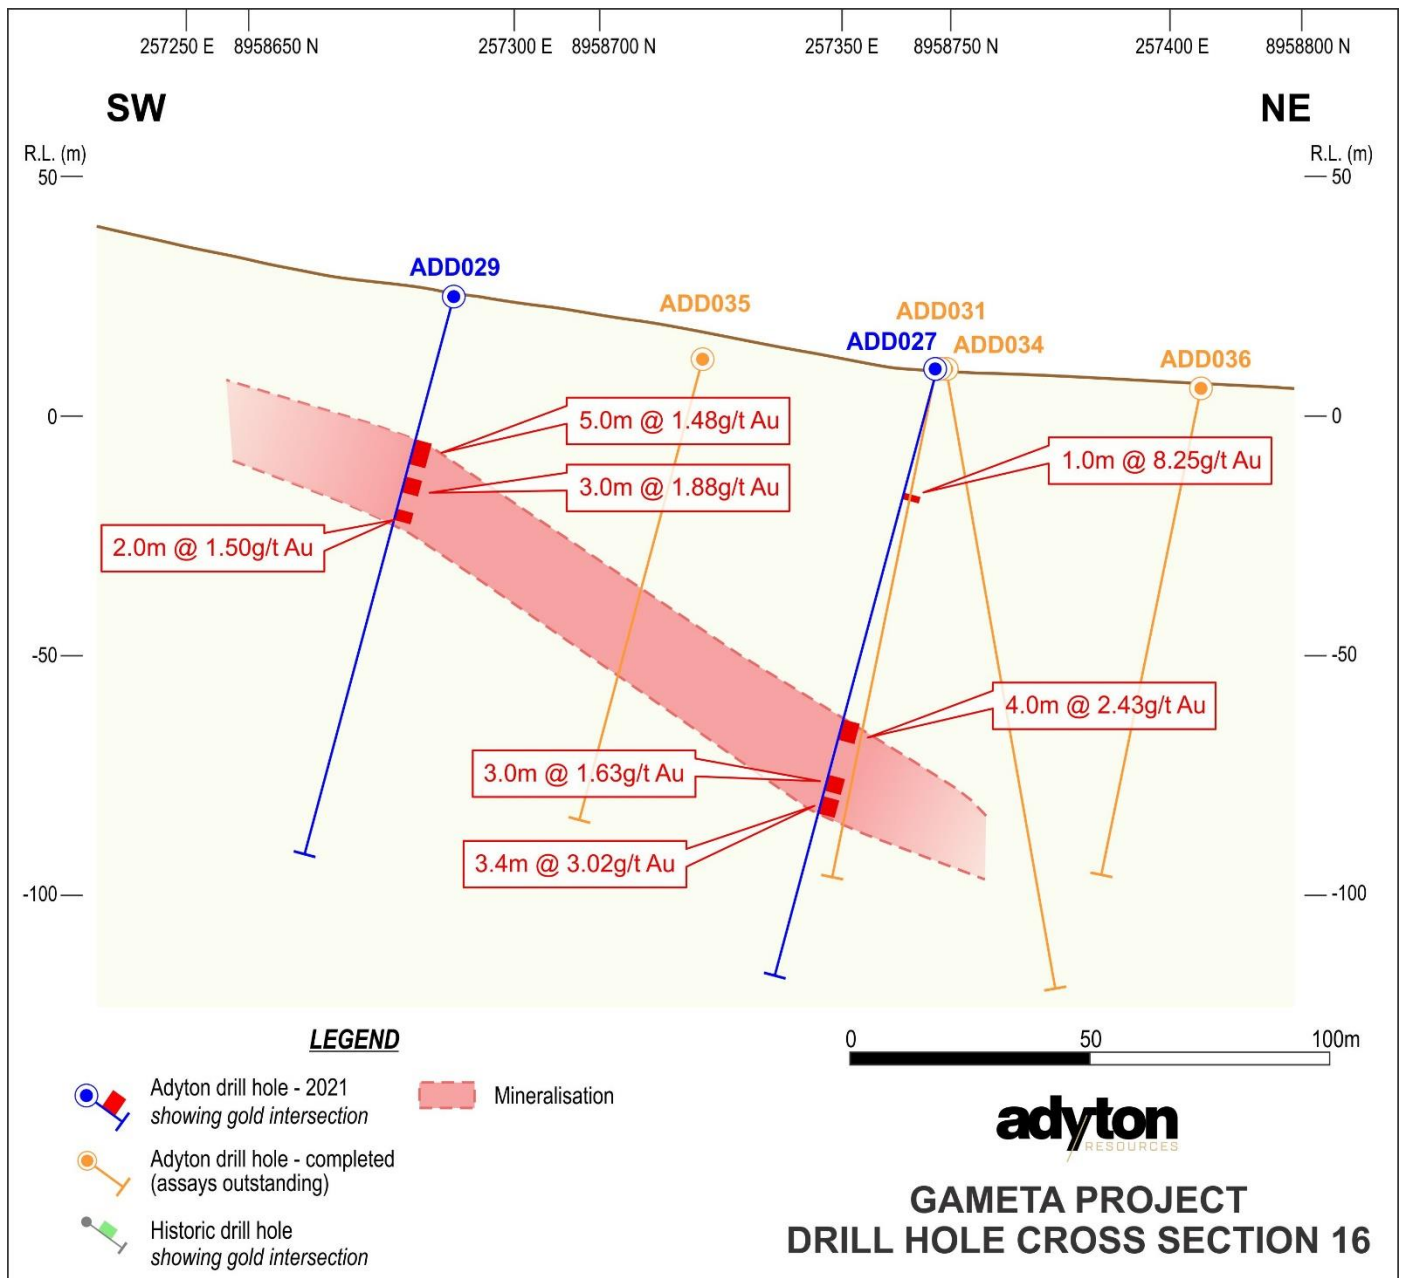 257250 E
8958650 N
257300 E
8958700 N
257350 E
8958750 N
257400 E
8958800 N
SW
NE
R.L. (m)
R.L. (m)
50
50
ADD029
ADD035
ADD031
ADD027
ADD034
ADD036
0
0
5.0m @ 1.48g/t Au
1.0m @ 8.25g/t Au
3.0m @ 1.88g/t Au
2.0m @ 1.50g/t Au
-50
-50
4.0m @ 2.43g/t Au
3.0m @ 1.63g/t Au
3.4m @ 3.02g/t Au
-100
-100
LEGEND
0
50
100m
Adyton drill hole - 2021
showing gold intersection
Mineralisation
Adyton drill hole - completed
(assays outstanding)
Historic drill hole
showing gold intersection
adyton
RESOURCES
GAMETA PROJECT
DRILL HOLE CROSS SECTION 16